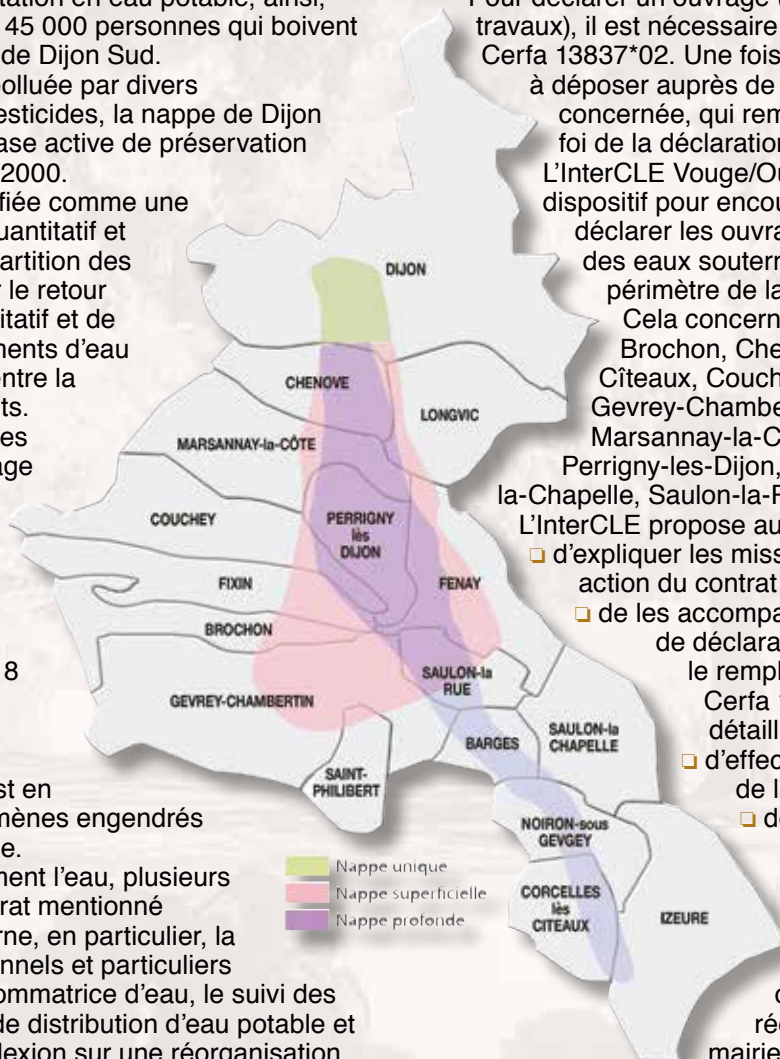 tation en eau potable, ainsi,
45 000 personnes qui boivent
de Dijon Sud.
polluée par divers
esticides, la nappe de Dijon
ase active de préservation
2000.
ifiée comme une
uantitatif et
artition des
r le retour
itatif et de
ments d'eau
entre la
ts.
es
age
8
st en
mènes engendrés
e.
ment l'eau, plusieurs
rat mentionné
rne, en particulier, la
nnels et particuliers
ommatrice d'eau, le suivi des
de distribution d'eau potable et
lexion sur une réorganisation
Pour déclarer un ouvrage
travaux), il est nécessaire
Cerfa 13837*02. Une fois
à déposer auprès de
concernée, qui rem
foi de la déclaration
L'InterCLE Vouge/Ou
dispositif pour encou
déclarer les ouvra
des eaux souterr
périmètre de la
Cela concern
Brochon, Che
Cîteaux, Couch
Gevrey-Chambe
Marsannay-la-C
Perrigny-les-Dijon,
la-Chapelle, Saulon-la-R
L'InterCLE propose au
❏ d'expliquer les miss
action du contrat
❏ de les accompa
de déclara
le rempl
Cerfa
détaill
❏ d'effec
de l
❏ de
réc
mairie
DIJON
CHENOVE
LONGVIC
MARSANNAY-la-CÔTE
COUCHEY
PERRIGNY
lès
DIJON
FIXIN
FENAY
BROCHON
GEVREY-CHAMBERTIN
SAULON-la
RUE
BARGES
SAULON-la
CHAPELLE
SAINT-
PHILIBERT
NOIRON-sous
GEVGEY
CORCELLES
lès
CITEAUX
IZEURE
Nappe unique
Nappe superficielle
Nappe profonde